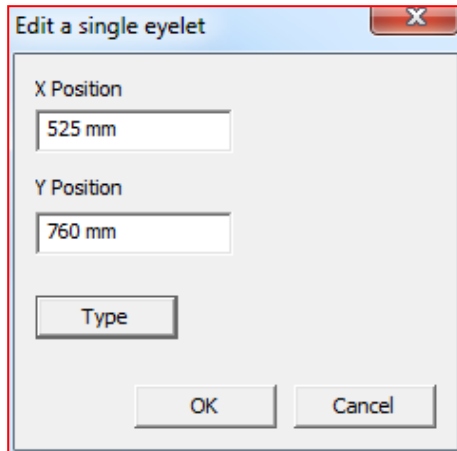 Edit a single eyelet
X Position
525 mm
Y Position
760 mm
Type
OK Cancel